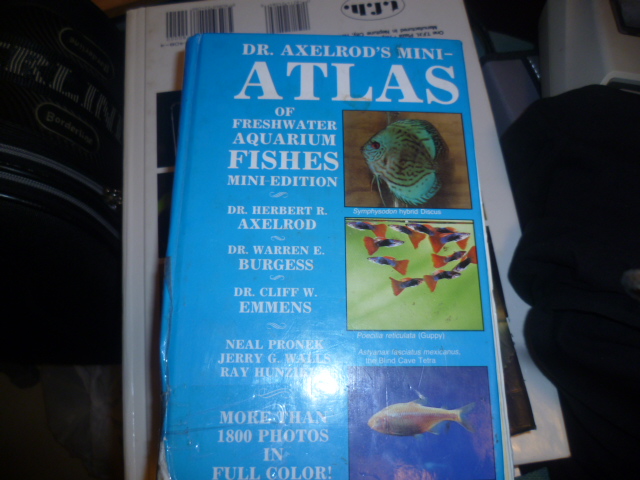 t.f.h.
DR. AXELROD'S MINI-
ATLAS
OF
FRESHWATER
AQUARIUM
FISHES
MINI-EDITION
DR. HERBERT R.
AXELROD
DR. WARREN E.
BURGESS
DR. CLIFF W.
EMMENS
NEAL PRONEK
JERRY G. WALLS
RAY
MORE THAN
1800 PHOTOS
IN
FULL COLOR!
Symphysodon hybrid Discus
Poecilia reticulata (Guppy)
Astyanax fasciatus mexicanus,
the Blind Cave Tetra